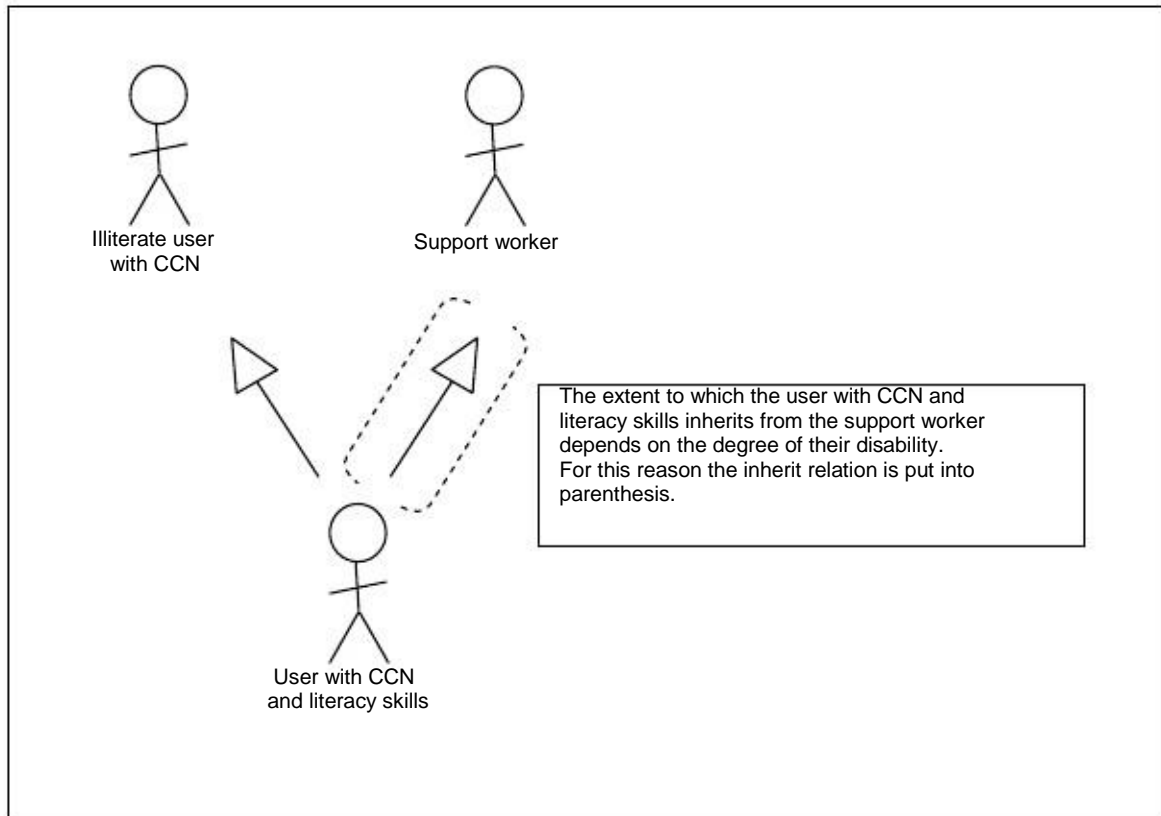 Illiterate user
with CCN
Support worker
The extent to which the user with CCN and
literacy skills inherits from the support worker
depends on the degree of their disability.
For this reason the inherit relation is put into
parenthesis.
User with CCN
and literacy skills